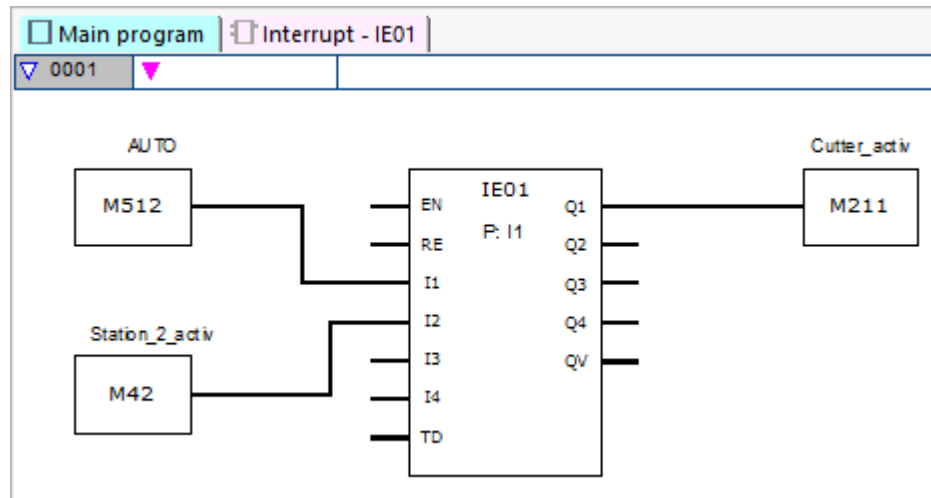 Main program Interrupt - IE01
0001
AUTO
M512
Station_2_activ
M42
IE01
P: I1
EN
RE
I1
I2
I3
I4
TD
Q1
Q2
Q3
Q4
QV
Cutter_activ
M211